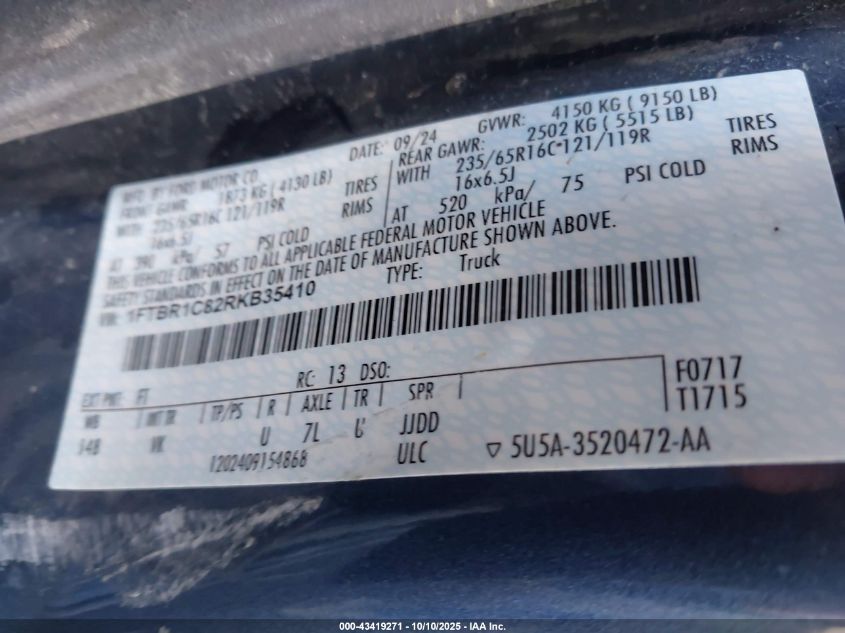 MFD. BY FORD MOTOR CO.
DATE: 09/24
GVWR: 4150 KG ( 9150 LB)
FRONT GAWR: 1873 KG ( 4130 LB)
REAR GAWR: 2502 KG ( 5515 LB)
WITH 235/65R16C 121/119R TIRES
WITH 235/65R16C*121/119R TIRES
16x6.5J RIMS
16x6.5J RIMS
AT 390 kPa/ 57 PSI COLD
AT 520 kPa/ 75 PSI COLD
THIS VEHICLE CONFORMS TO ALL APPLICABLE FEDERAL MOTOR VEHICLE
SAFETY STANDARDS IN EFFECT ON THE DATE OF MANUFACTURE SHOWN ABOVE.
VIN: 1FTBR1C82RKB35410
TYPE: Truck
EXT PNT: FT RC: 13 DSO:
WB INT TR TP/PS R AXLE TR SPR
148 VK U 7L U JJDD
1202409154868 ULC
F0717
T1715
5U5A-3520472-AA
000-43419271 - 10/10/2025 - IAA Inc.